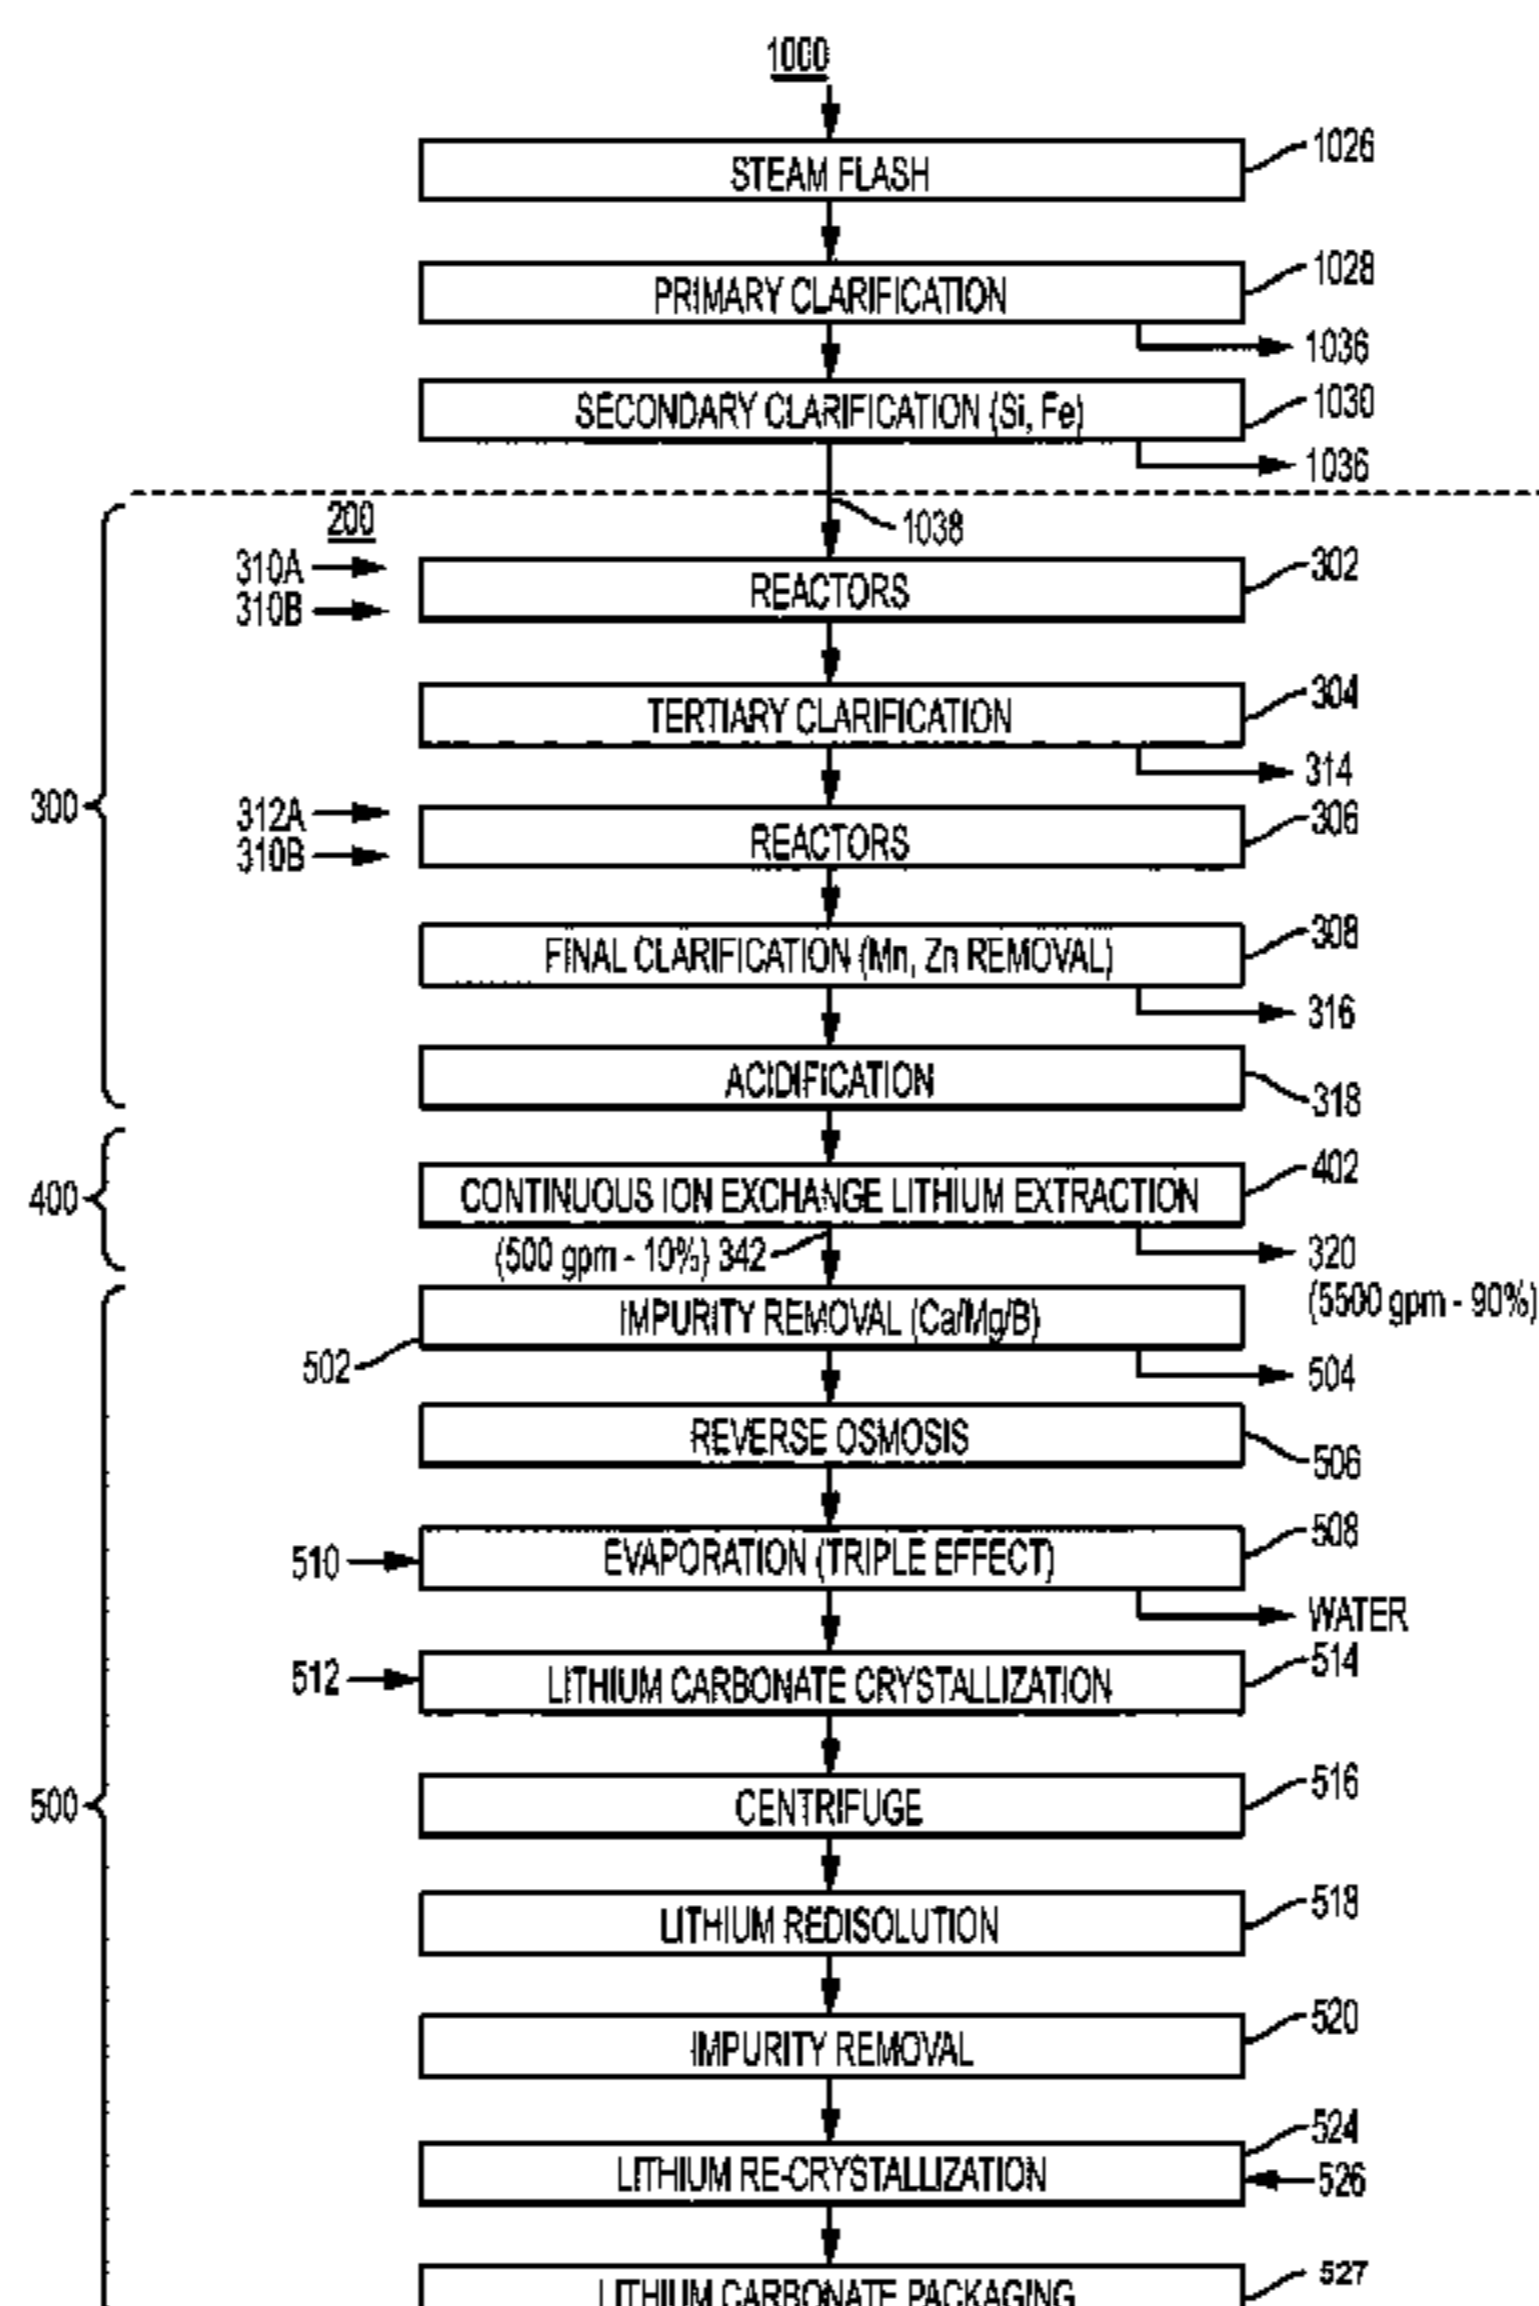 1000
STEAM FLASH
1026
PRIMARY CLARIFICATION
1028
1036
SECONDARY CLARIFICATION (Si, Fe)
1030
1036
200
1038
310A
310B
REACTORS
302
TERTIARY CLARIFICATION
304
314
300
312A
310B
REACTORS
306
FINAL CLARIFICATION (Mn, Zn REMOVAL)
308
316
ACIDIFICATION
318
400
CONTINUOUS ION EXCHANGE LITHIUM EXTRACTION
402
(500 gpm - 10%) 342
320
(5500 gpm - 90%)
IMPURITY REMOVAL (Ca/Mg/B)
502
504
REVERSE OSMOSIS
506
510
EVAPORATION (TRIPLE EFFECT)
508
WATER
512
LITHIUM CARBONATE CRYSTALLIZATION
514
500
CENTRIFUGE
516
LITHIUM REDISOLUTION
518
IMPURITY REMOVAL
520
LITHIUM RE-CRYSTALLIZATION
524
526
LITHIUM CARBONATE PACKAGING
527